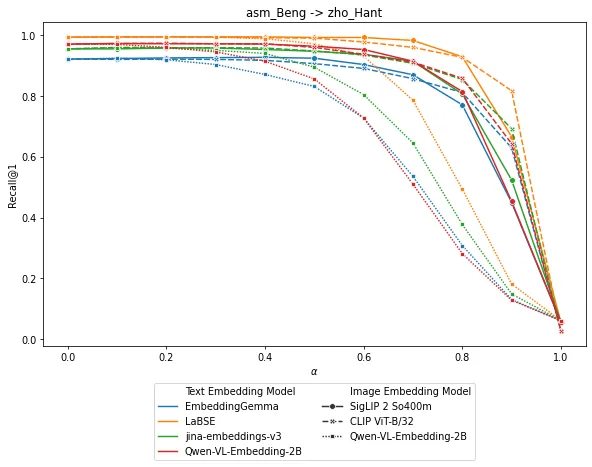 asm_Beng -> zho_Hant
Recall@1
1.0
0.8
0.6
0.4
0.2
0.0
0.0 0.2 0.4 0.6 0.8 1.0
α
Text Embedding Model
EmbeddingGemma
LaBSE
jina-embeddings-v3
Qwen-VL-Embedding-2B
Image Embedding Model
SigLIP 2 So400m
CLIP ViT-B/32
Qwen-VL-Embedding-2B